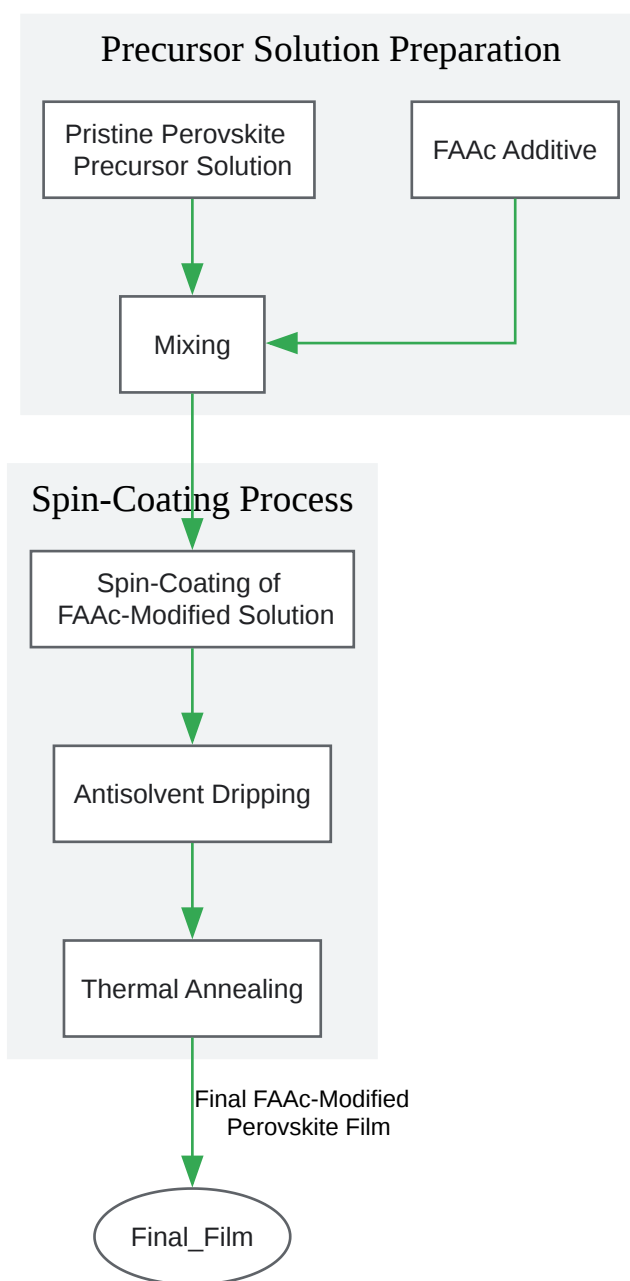 Precursor Solution Preparation
Pristine Perovskite
Precursor Solution
FAAc Additive
Mixing
Spin-Coating Process
Spin-Coating of
FAAc-Modified Solution
Antisolvent Dripping
Thermal Annealing
Final FAAc-Modified
Perovskite Film
Final_Film